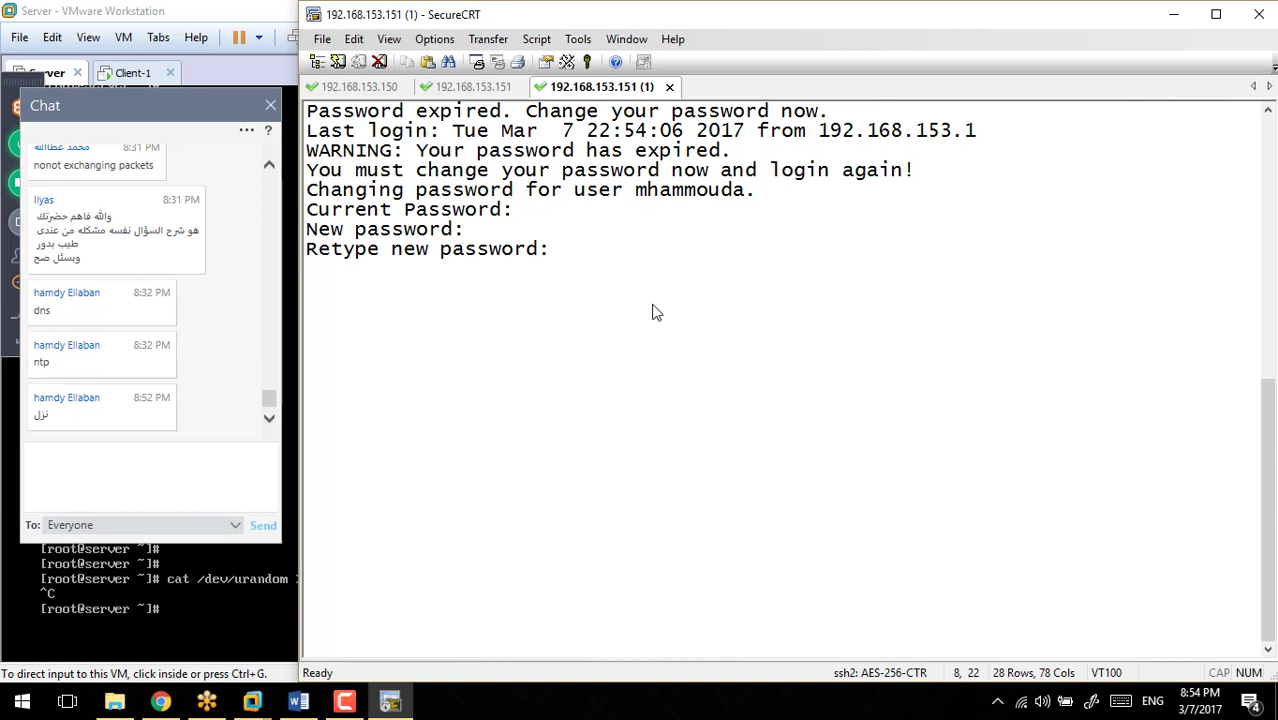 Server - VMware Workstation
File Edit View VM Tabs Help
Server Client-1
Chat
محمد عطاالله 8:31 PM
nonot exchanging packets
Ilyas 8:31 PM
والله فاهم حضرتك
هو شرح السؤال نفسه مشكله من عندى
طيب بدور
وبسئل صح
hamdy Ellaban 8:32 PM
dns
hamdy Ellaban 8:32 PM
ntp
hamdy Ellaban 8:52 PM
نزل
To: Everyone Send
[root@server ~]#
[root@server ~]#
[root@server ~]# cat /dev/urandom
^C
[root@server ~]#
To direct input to this VM, click inside or press Ctrl+G.
192.168.153.151 (1) - SecureCRT
File Edit View Options Transfer Script Tools Window Help
192.168.153.150 192.168.153.151 192.168.153.151 (1)
Password expired. Change your password now.
Last login: Tue Mar  7 22:54:06 2017 from 192.168.153.1
WARNING: Your password has expired.
You must change your password now and login again!
Changing password for user mhammouda.
Current Password:
New password:
Retype new password:
Ready ssh2: AES-256-CTR 8, 22 28 Rows, 78 Cols VT100 CAP NUM
ENG 8:54 PM
3/7/2017
4